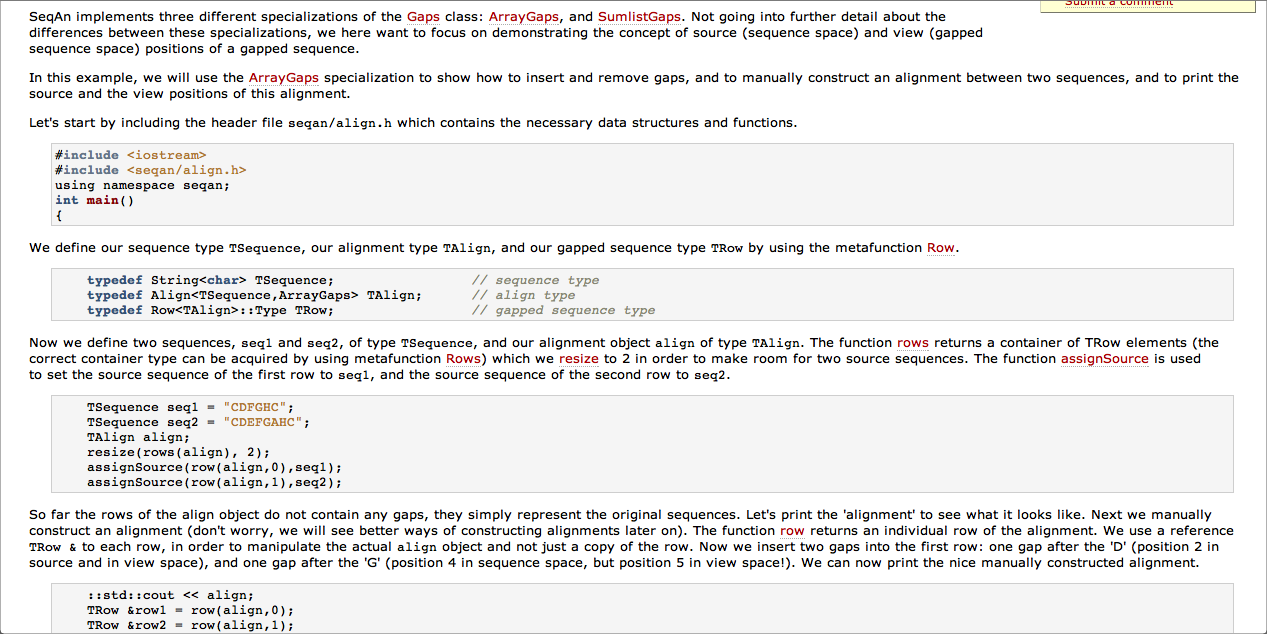 Submit a comment
SeqAn implements three different specializations of the Gaps class: ArrayGaps, and SumlistGaps. Not going into further detail about the
differences between these specializations, we here want to focus on demonstrating the concept of source (sequence space) and view (gapped
sequence space) positions of a gapped sequence.
In this example, we will use the ArrayGaps specialization to show how to insert and remove gaps, and to manually construct an alignment between two sequences, and to print the
source and the view positions of this alignment.
Let's start by including the header file seqan/align.h which contains the necessary data structures and functions.
#include <iostream>
#include <seqan/align.h>
using namespace seqan;
int main()
{
We define our sequence type TSequence, our alignment type TAlign, and our gapped sequence type TRow by using the metafunction Row.
typedef String<char> TSequence; // sequence type
typedef Align<TSequence,ArrayGaps> TAlign; // align type
typedef Row<TAlign>::Type TRow; // gapped sequence type
Now we define two sequences, seq1 and seq2, of type TSequence, and our alignment object align of type TAlign. The function rows returns a container of TRow elements (the
correct container type can be acquired by using metafunction Rows) which we resize to 2 in order to make room for two source sequences. The function assignSource is used
to set the source sequence of the first row to seq1, and the source sequence of the second row to seq2.
TSequence seq1 = "CDFGHC";
TSequence seq2 = "CDEFGAHC";
TAlign align;
resize(rows(align), 2);
assignSource(row(align,0),seq1);
assignSource(row(align,1),seq2);
So far the rows of the align object do not contain any gaps, they simply represent the original sequences. Let's print the 'alignment' to see what it looks like. Next we manually
construct an alignment (don't worry, we will see better ways of constructing alignments later on). The function row returns an individual row of the alignment. We use a reference
TRow & to each row, in order to manipulate the actual align object and not just a copy of the row. Now we insert two gaps into the first row: one gap after the 'D' (position 2 in
source and in view space), and one gap after the 'G' (position 4 in sequence space, but position 5 in view space!). We can now print the nice manually constructed alignment.
::std::cout << align;
TRow &row1 = row(align,0);
TRow &row2 = row(align,1);